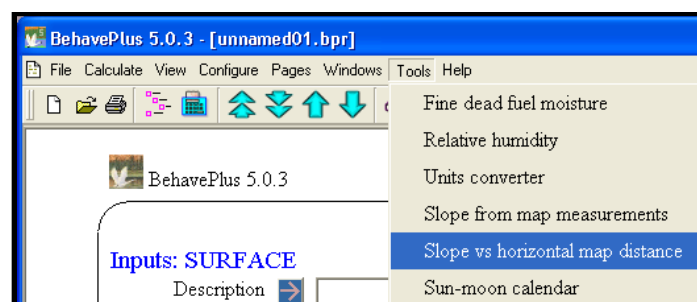 BehavePlus 5.0.3 - [unnamed01.bpr]
File Calculate View Configure Pages Windows Tools Help
Fine dead fuel moisture
Relative humidity
BehavePlus 5.0.3
Units converter
Slope from map measurements
Inputs: SURFACE
Slope vs horizontal map distance
Description
Sun-moon calendar